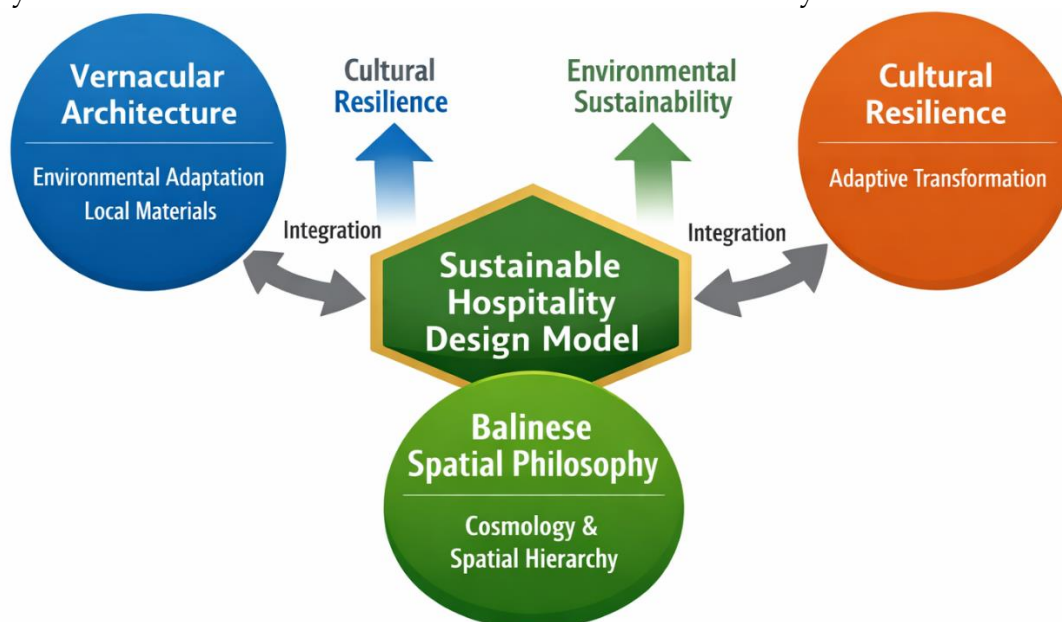 Vernacular
Architecture
Environmental Adaptation
Local Materials
Cultural
Resilience
Environmental
Sustainability
Cultural
Resilience
Adaptive Transformation
Integration
Integration
Sustainable
Hospitality
Design Model
Balinese
Spatial Philosophy
Cosmology &
Spatial Hierarchy